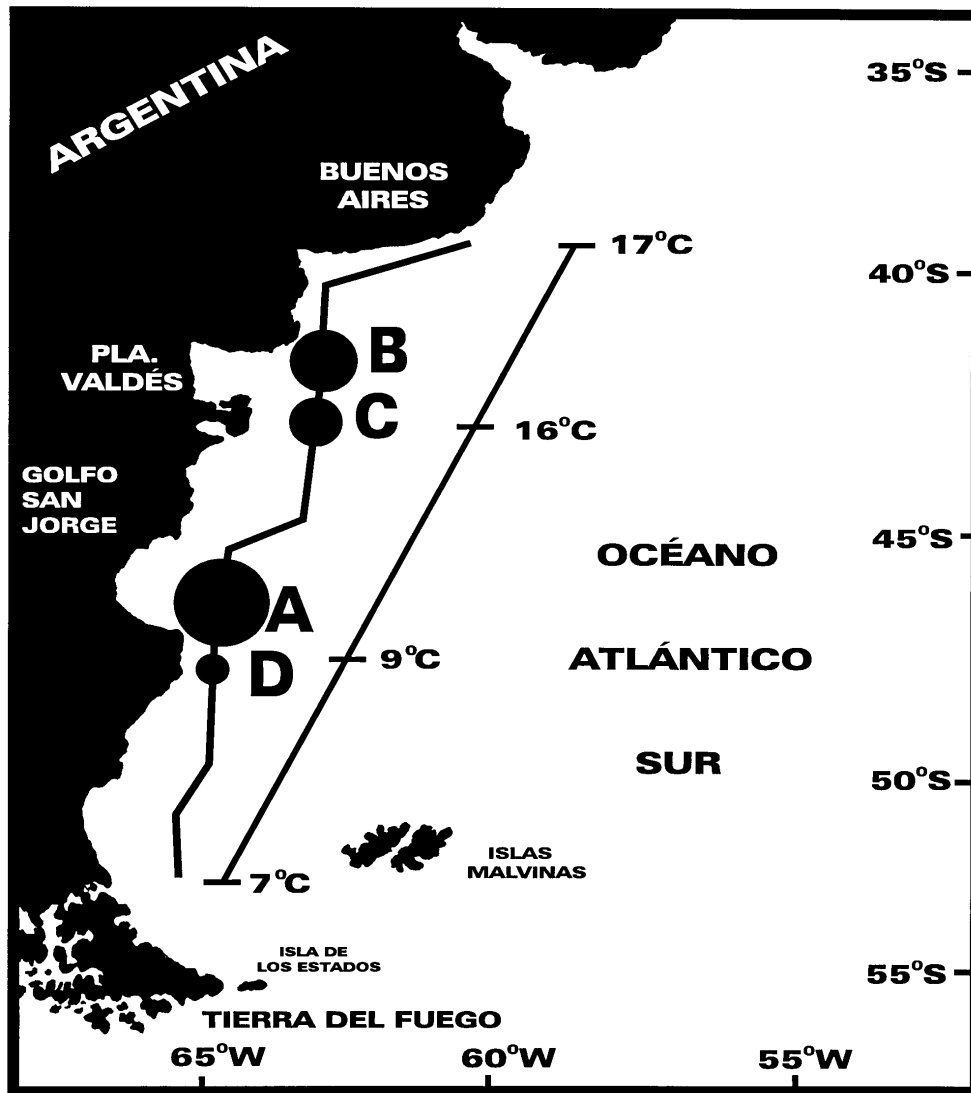 ARGENTINA
35°S
BUENOS
AIRES
17°C
40°S
B
PLA.
VALDÉS
C
16°C
GOLFO
SAN
JORGE
45°S
OCÉANO
A
9°C
ATLÁNTICO
D
SUR
50°S
ISLAS
MALVINAS
7°C
ISLA DE
LOS ESTADOS
55°S
TIERRA DEL FUEGO
65°W
60°W
55°W